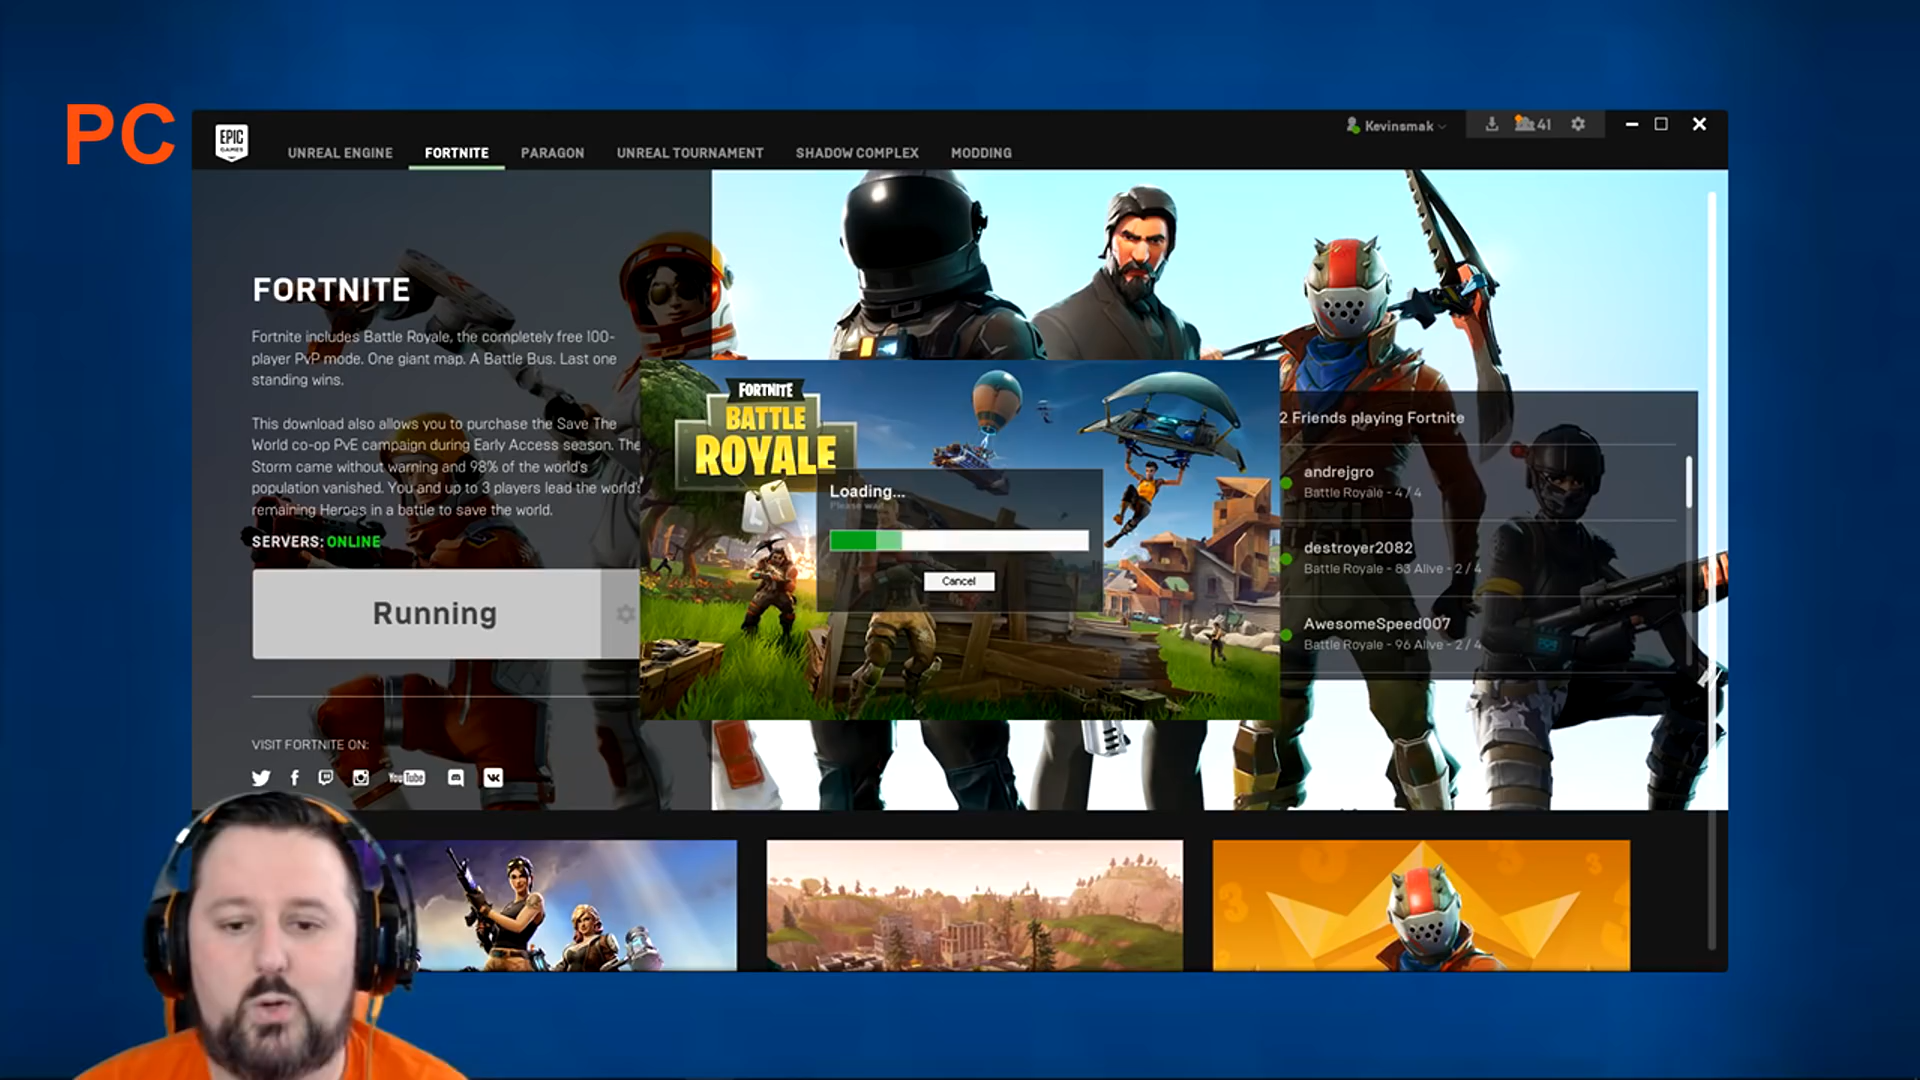 PC
EPIC
GAMES
UNREAL ENGINE
FORTNITE
PARAGON
UNREAL TOURNAMENT
SHADOW COMPLEX
MODDING
Kevinsmak
41
FORTNITE
Fortnite includes Battle Royale, the completely free 100-
player PvP mode. One giant map. A Battle Bus. Last one
standing wins.
This download also allows you to purchase the Save The
World co-op PvE campaign during Early Access season. The
Storm came without warning and 98% of the world's
population vanished. You and up to 3 players lead the world's
remaining Heroes in a battle to save the world.
SERVERS: ONLINE
Running
VISIT FORTNITE ON:
YouTube
FORTNITE
BATTLE
ROYALE
Loading...
Please wait
Cancel
2 Friends playing Fortnite
andrejgro
Battle Royale - 4 / 4
destroyer2082
Battle Royale - 83 Alive - 2 / 4
AwesomeSpeed007
Battle Royale - 96 Alive - 2 / 4